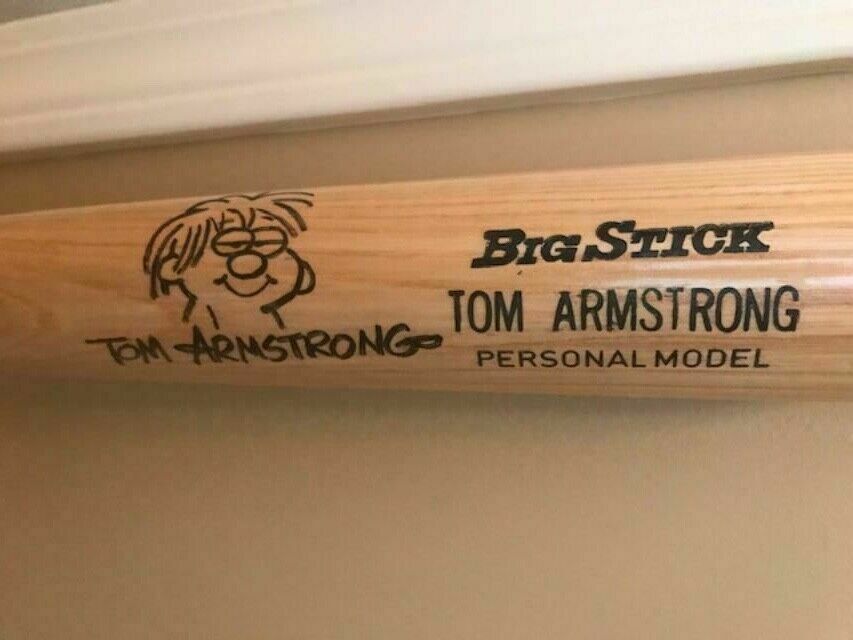 TOM ARMSTRONG
BIG STICK
TOM ARMSTRONG
PERSONAL MODEL